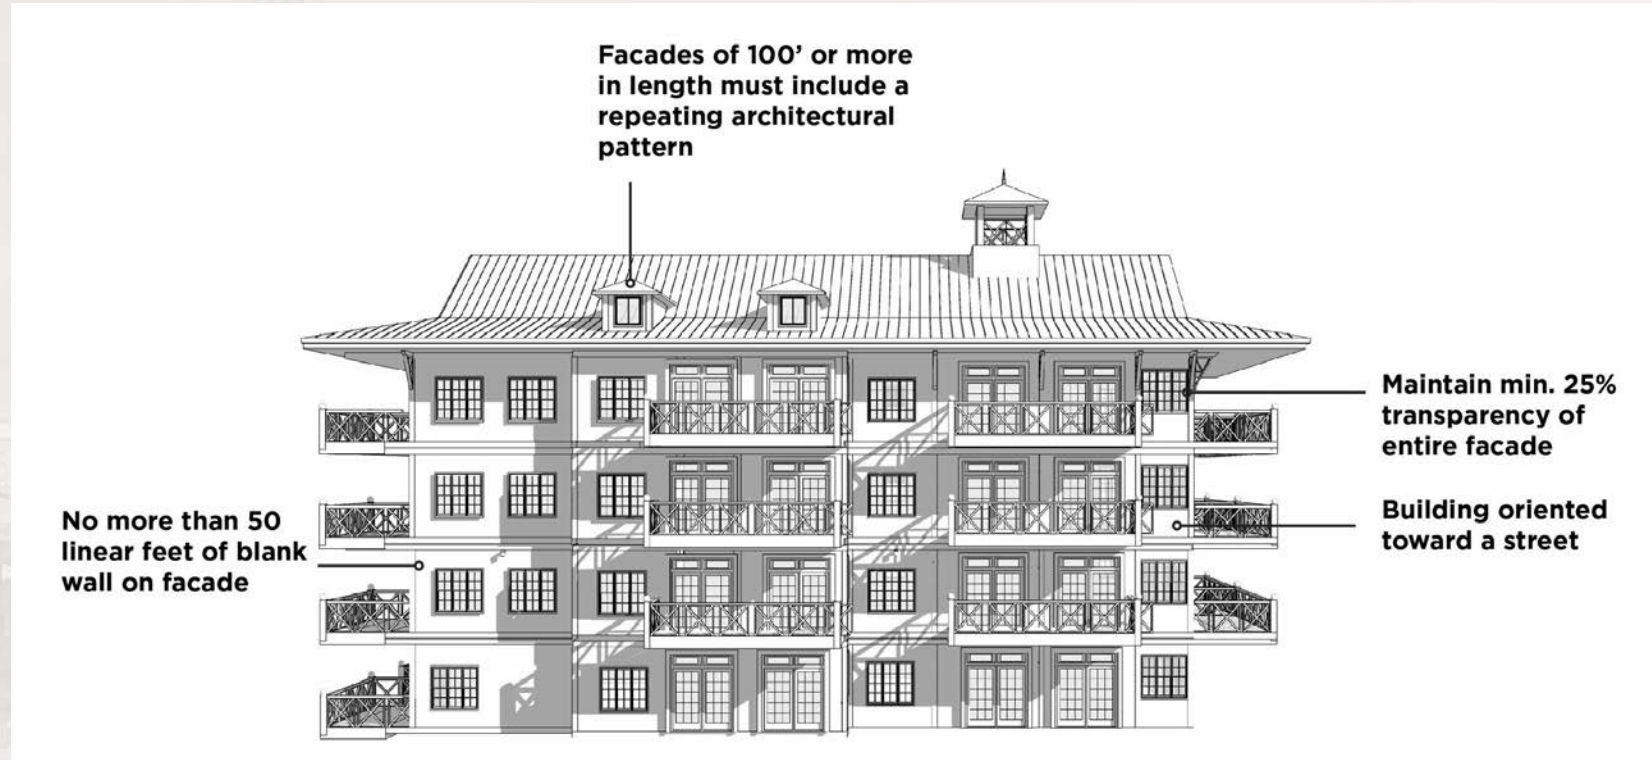 Facades of 100’ or more
in length must include a
repeating architectural
pattern
Maintain min. 25%
transparency of
entire facade
No more than 50
linear feet of blank
wall on facade
Building oriented
toward a street